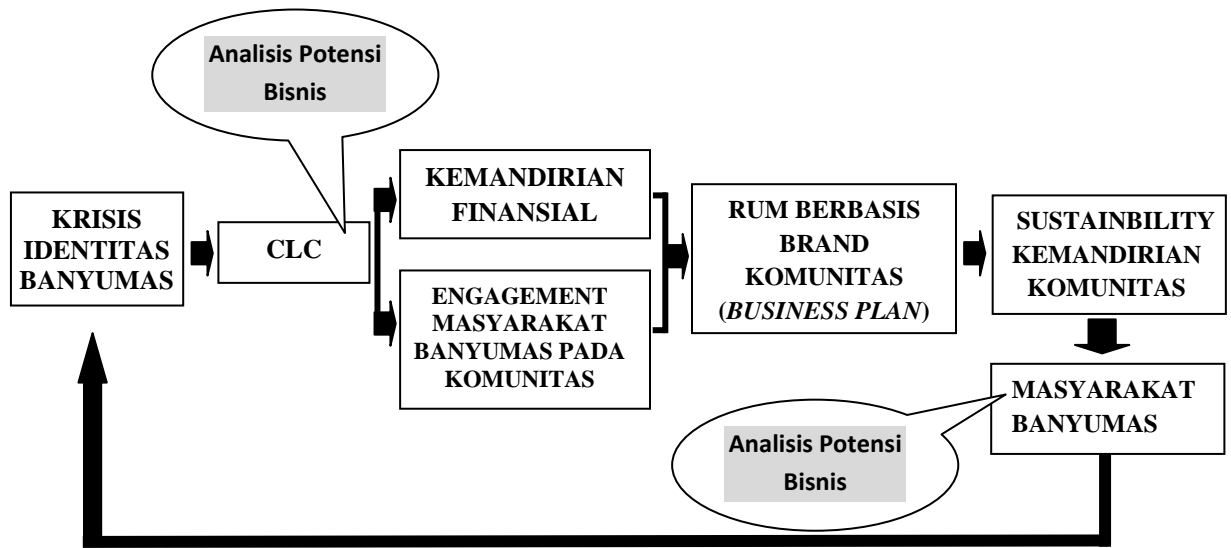 Analisis Potensi
Bisnis
KRISIS
IDENTITAS
BANYUMAS
CLC
KEMANDIRIAN
FINANSIAL
ENGAGEMENT
MASYARAKAT
BANYUMAS PADA
KOMUNITAS
RUM BERBASIS
BRAND
KOMUNITAS
(BUSINESS PLAN)
SUSTAINBILITY
KEMANDIRIAN
KOMUNITAS
MASYARAKAT
BANYUMAS
Analisis Potensi
Bisnis